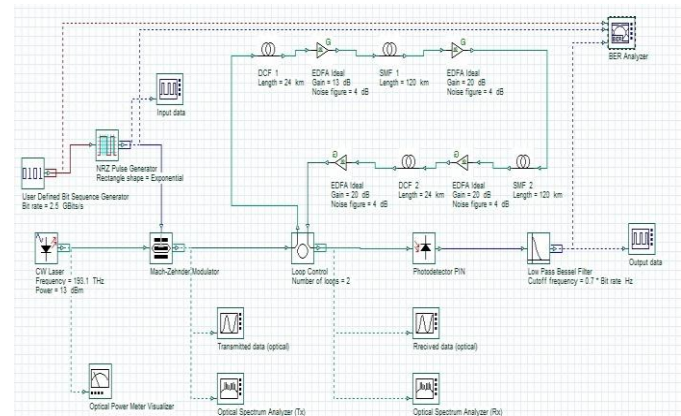 BER Analyzer
DCF 1
Length = 24 km
EDFA Ideal
Gain = 13 dB
Noise figure = 4 dB
SMF 1
Length = 120 km
EDFA Ideal
Gain = 20 dB
Noise figure = 4 dB
Input data
NRZ Pulse Generator
Rectangle shape = Exponential
0101
User Defined Bit Sequence Generator
Bit rate = 2.5 GBits/s
EDFA Ideal
Gain = 20 dB
Noise figure = 4 dB
DCF 2
Length = 24 km
EDFA Ideal
Gain = 20 dB
Noise figure = 4 dB
SMF 2
Length = 120 km
CW Laser
Frequency = 193.1 THz
Power = 13 dBm
Mach-Zehnder Modulator
Loop Control
Number of loops = 2
Photodetector PIN
Low Pass Bessel Filter
Cutoff frequency = 0.7 * Bit rate Hz
Output data
Transmitted data (optical)
Rrecived data (optical)
Optical Power Meter Visualizer
Optical Spectrum Analyzer (Tx)
Optical Spectrum Analyzer (Rx)